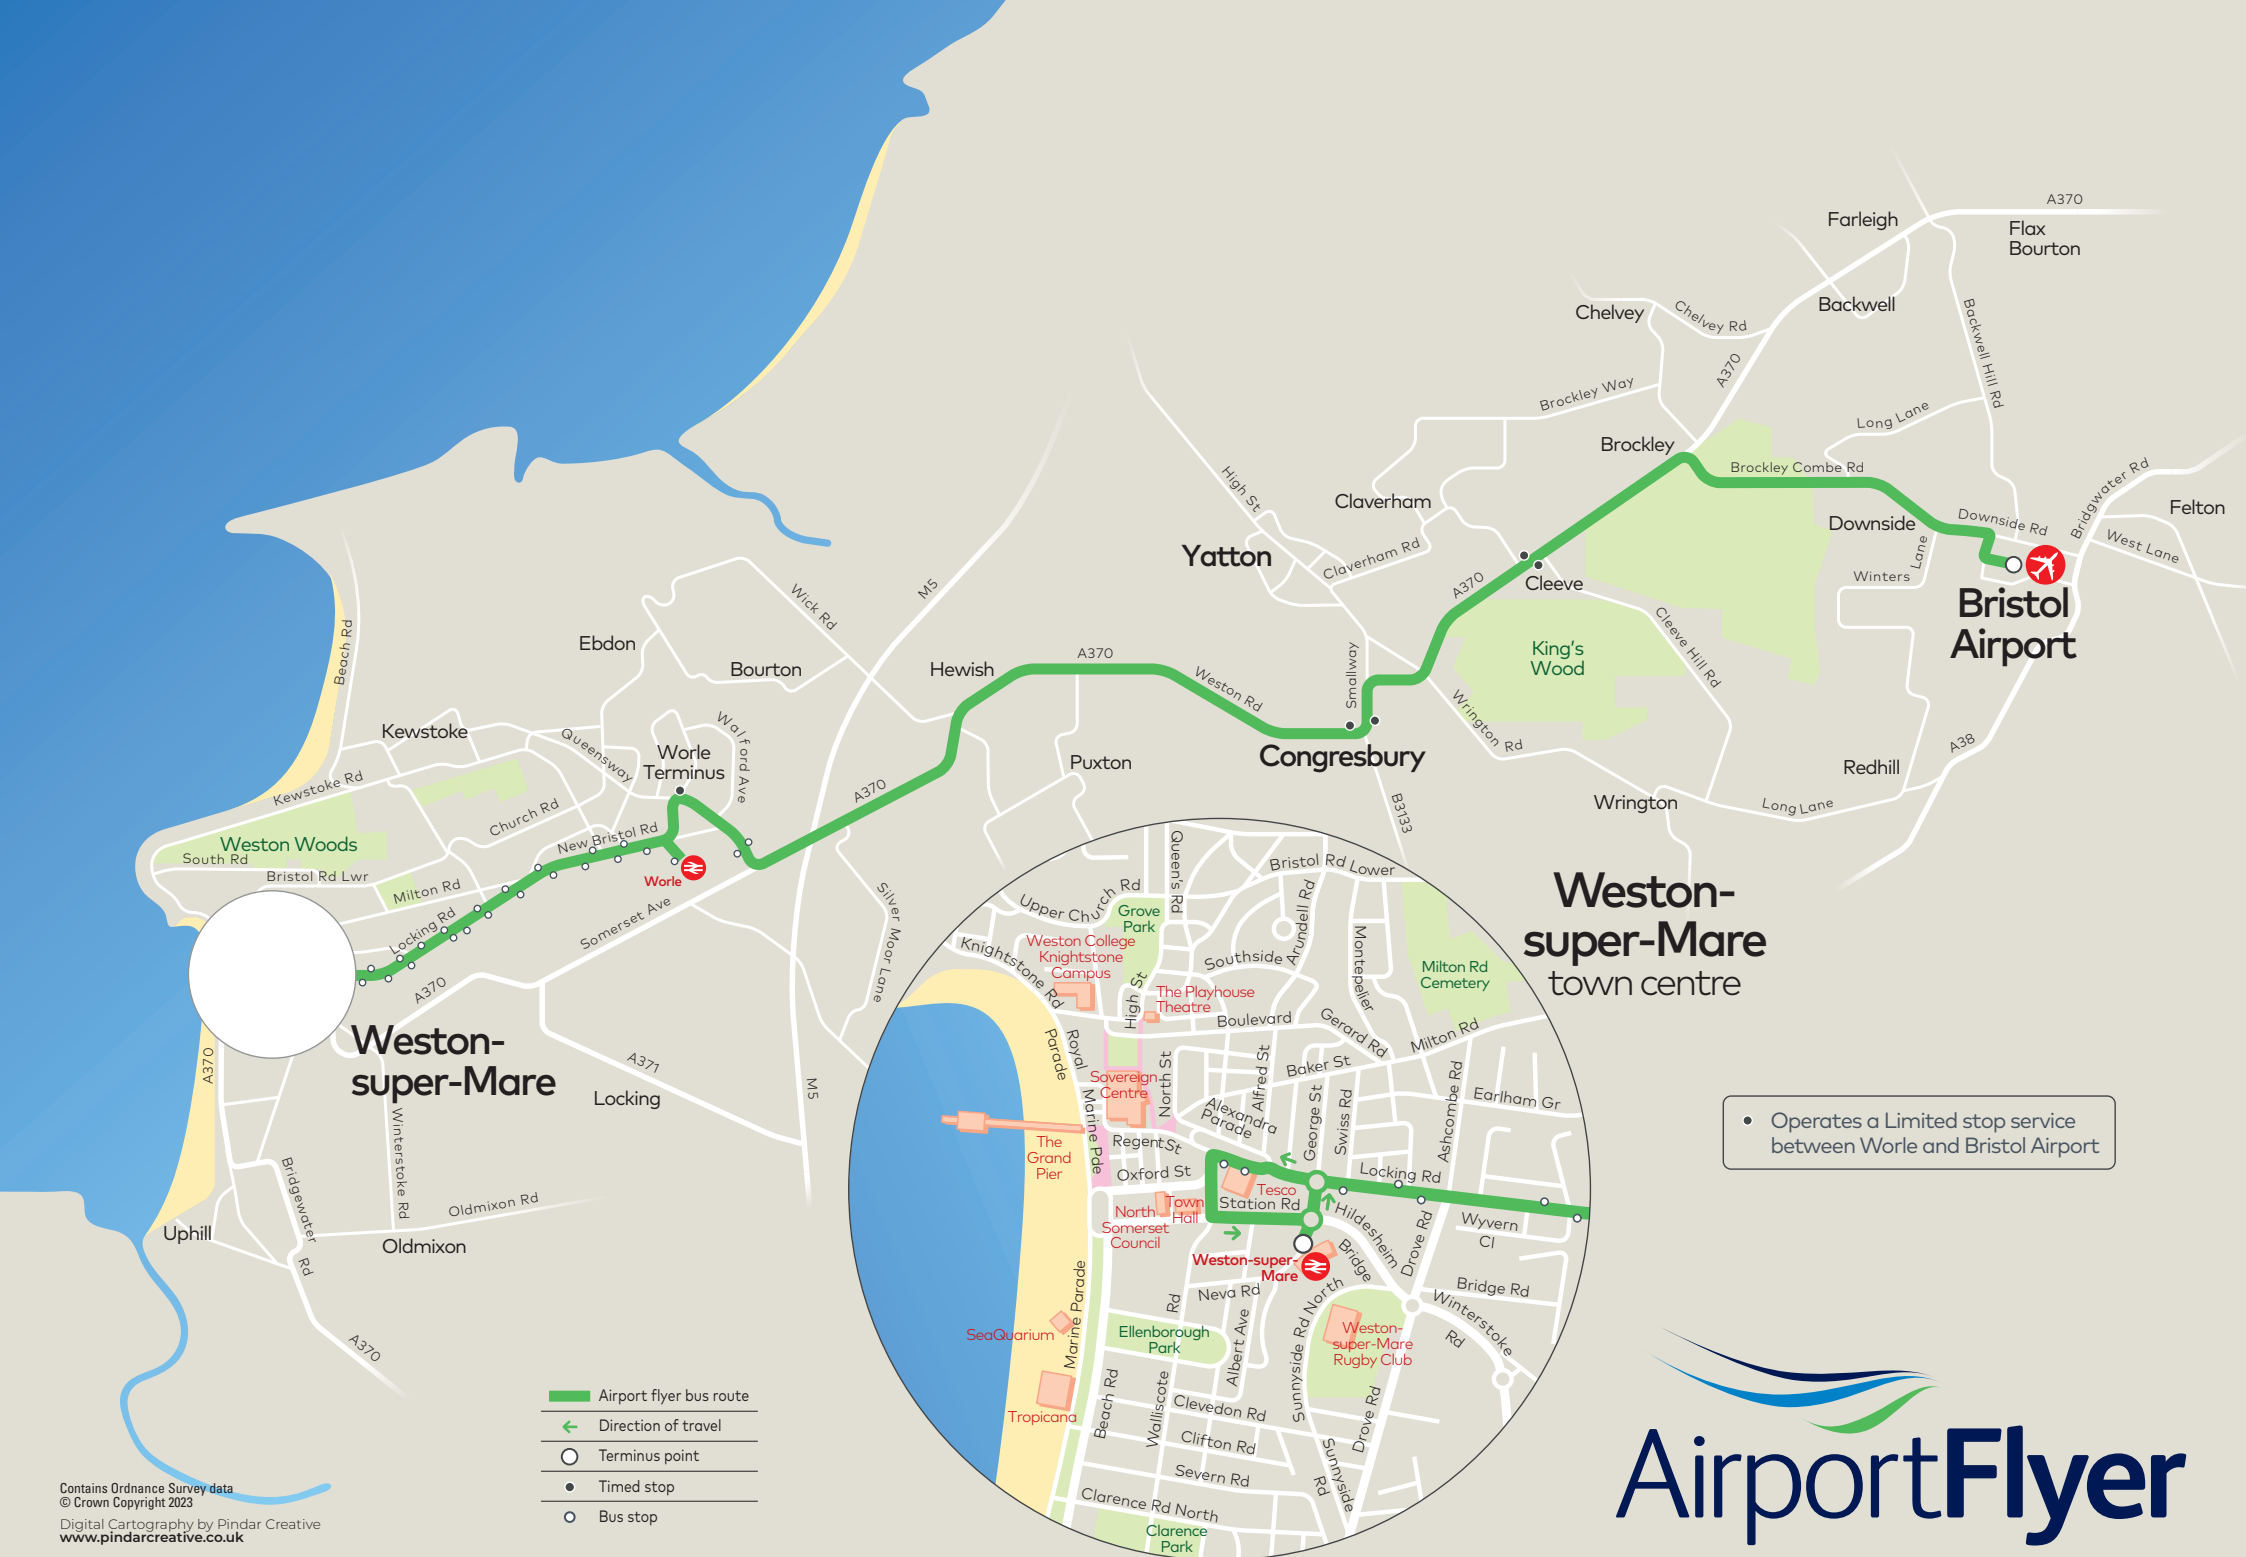 A370
Farleigh
Flax
Bourton
Backwell
Chelvey
Chelvey Rd
Backwell Hill Rd
A370
Brockley Way
Long Lane
Brockley
Brockley Combe Rd
Bridgwater Rd
High St
Claverham
Felton
Downside
Downside Rd
West Lane
Yatton
Claverham Rd
Cleeve
A370
Winters
Lane
Bristol
Airport
M5
Wick Rd
Beach Rd
Ebdon
Bourton
Hewish
A370
Weston Rd
Smallway
King's
Wood
Cleeve Hill Rd
Wrington Rd
Kewstoke
Queensway
Walford Ave
Worle
Terminus
Puxton
Congresbury
A38
Redhill
Kewstoke Rd
A370
Church Rd
Wrington
Long Lane
B3133
Weston Woods
New Bristol Rd
South Rd
Bristol Rd Lwr
Milton Rd
Worle
Locking Rd
Somerset Ave
Silver Moor Lane
A370
Weston-
super-Mare
A370
A371
Locking
M5
Winterstoke Rd
Bridgewater
Rd
Oldmixon Rd
Uphill
Oldmixon
A370
Weston-
super-Mare
town centre
Queen's Rd
Bristol Rd Lower
Upper Church Rd
Grove
Park
Arundell Rd
Knightstone Rd
Weston College
Knightstone
Campus
Southside
Montepelier
Milton Rd
Cemetery
High St
The Playhouse
Theatre
Boulevard
Gerard Rd
Milton Rd
Royal
Parade
North St
Alfred St
Baker St
Sovereign
Centre
George St
Swiss Rd
Ashcombe Rd
Earlham Gr
Alexandra
Parade
Marine Pde
The
Grand
Pier
Regent St
Oxford St
Locking Rd
Tesco
Station Rd
Town
Hall
North
Somerset
Council
Hildesheim
Bridge
Drove Rd
Wyvern
Cl
Weston-super-
Mare
Neva Rd
Bridge Rd
Winterstoke
Rd
Marine Parade
SeaQuarium
Ellenborough
Park
Rd
Walliscote
Albert Ave
Sunnyside Rd North
Weston-
super-Mare
Rugby Club
Tropicana
Beach Rd
Clevedon Rd
Clifton Rd
Drove Rd
Severn Rd
Sunnyside
Rd
Clarence Rd North
Clarence
Park
Operates a Limited stop service
between Worle and Bristol Airport
Airport flyer bus route
Direction of travel
Terminus point
Timed stop
Bus stop
Contains Ordnance Survey data
© Crown Copyright 2023
Digital Cartography by Pindar Creative
www.pindarcreative.co.uk
AirportFlyer